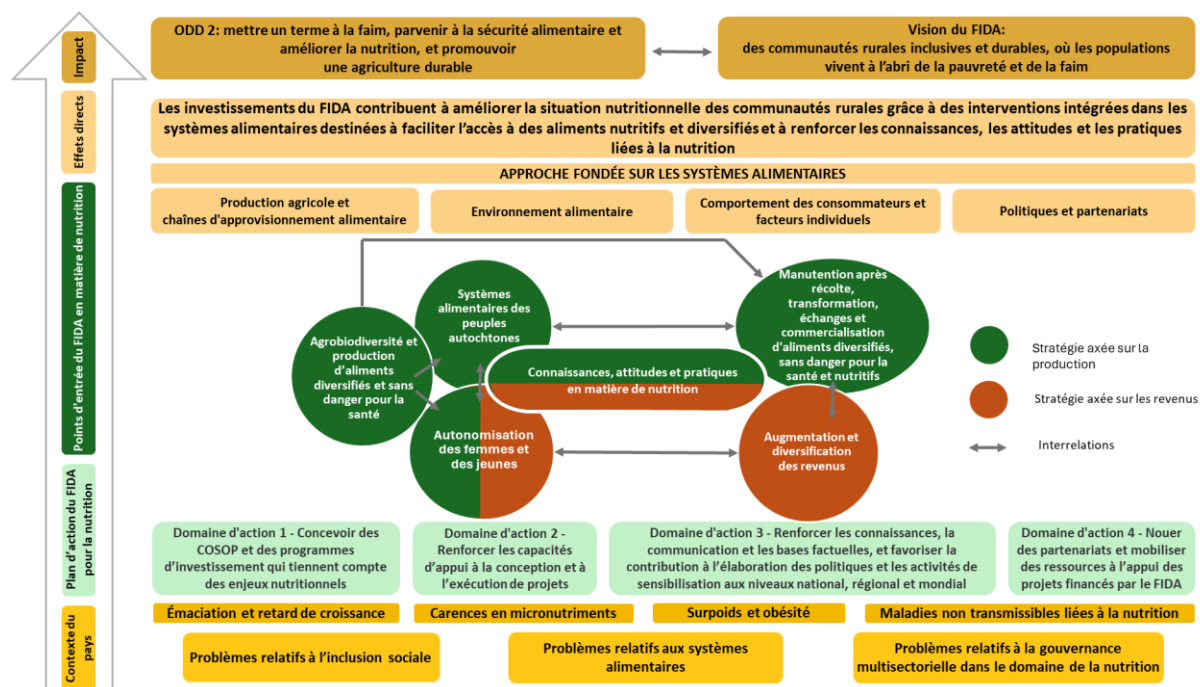 Impact
ODD 2: mettre un terme à la faim, parvenir à la sécurité alimentaire et
améliorer la nutrition, et promouvoir
une agriculture durable
Vision du FIDA:
des communautés rurales inclusives et durables, où les populations
vivent à l'abri de la pauvreté et de la faim
Effets directs
Les investissements du FIDA contribuent à améliorer la situation nutritionnelle des communautés rurales grâce à des interventions intégrées dans les
systèmes alimentaires destinées à faciliter l'accès à des aliments nutritifs et diversifiés et à renforcer les connaissances, les attitudes et les pratiques
liées à la nutrition
APPROCHE FONDÉE SUR LES SYSTÈMES ALIMENTAIRES
Points d'entrée du FIDA en matière de nutrition
Production agricole et
chaînes d'approvisionnement alimentaire
Environnement alimentaire
Comportement des consommateurs et
facteurs individuels
Politiques et partenariats
Agrobiodiversité et
production
d'aliments
diversifiés et sans
danger pour la
santé
Systèmes
alimentaires des
peuples
autochtones
Manutention après
récolte,
transformation,
échanges et
commercialisation
d'aliments diversifiés,
sans danger pour la
santé et nutritifs
Connaissances, attitudes et pratiques
en matière de nutrition
Autonomisation
des femmes et
des jeunes
Augmentation et
diversification
des revenus
Stratégie axée sur la
production
Stratégie axée sur les revenus
Interrelations
Plan d'action du FIDA
pour la nutrition
Domaine d'action 1 - Concevoir des
COSOP et des programmes
d'investissement qui tiennent compte
des enjeux nutritionnels
Domaine d'action 2 -
Renforcer les capacités
d'appui à la conception et à
l'exécution de projets
Domaine d'action 3 - Renforcer les connaissances, la
communication et les bases factuelles, et favoriser la
contribution à l'élaboration des politiques et les activités de
sensibilisation aux niveaux national, régional et mondial
Domaine d'action 4 - Nouer
des partenariats et mobiliser
des ressources à l'appui des
projets financés par le FIDA
Contexte du
pays
Émaciation et retard de croissance
Carences en micronutriments
Surpoids et obésité
Maladies non transmissibles liées à la nutrition
Problèmes relatifs à l'inclusion sociale
Problèmes relatifs aux systèmes
alimentaires
Problèmes relatifs à la gouvernance
multisectorielle dans le domaine de la nutrition